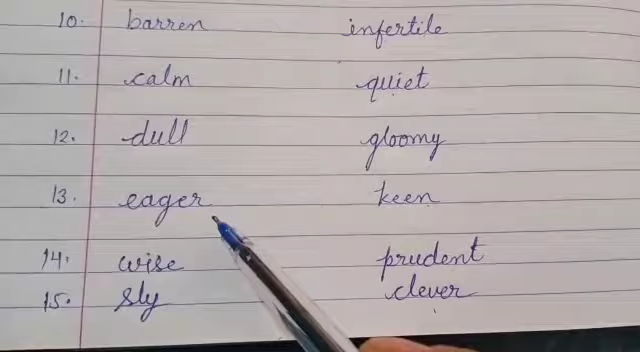 10. barren infertile
11. calm quiet
12. dull gloomy
13. eager keen
14. wise prudent
15. sly clever